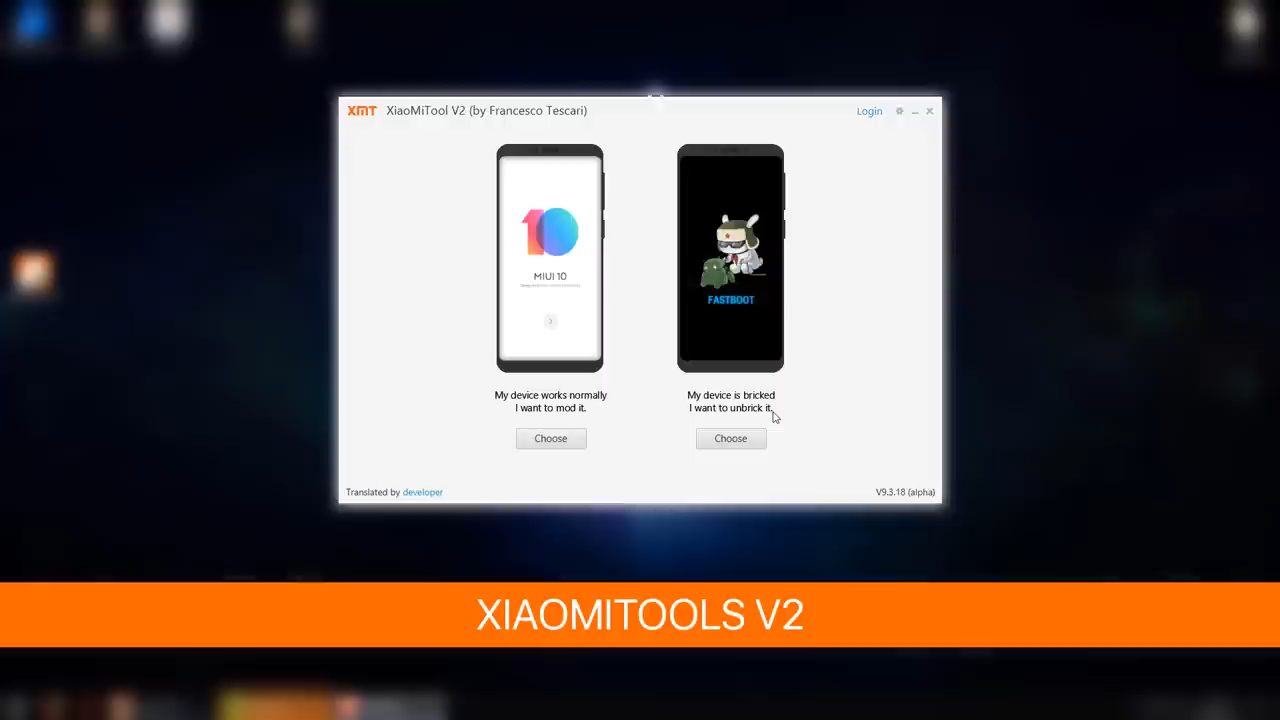 XMT XiaoMiTool V2 (by Francesco Tescari) Login
10
MIUI 10
FASTBOOT
My device works normally
I want to mod it.
Choose
My device is bricked
I want to unbrick it.
Choose
Translated by developer
V9.3.18 (alpha)
XIAOMITOOLS V2